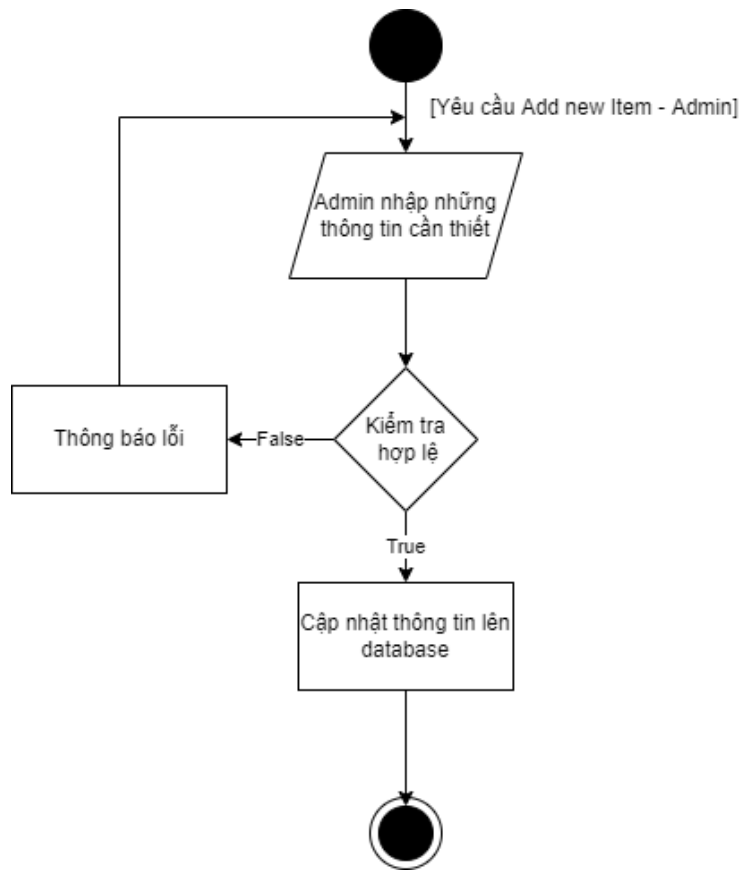 [Yêu cầu Add new Item - Admin]
Admin nhập những
thông tin cần thiết
Kiểm tra
hợp lệ
False
Thông báo lỗi
True
Cập nhật thông tin lên
database